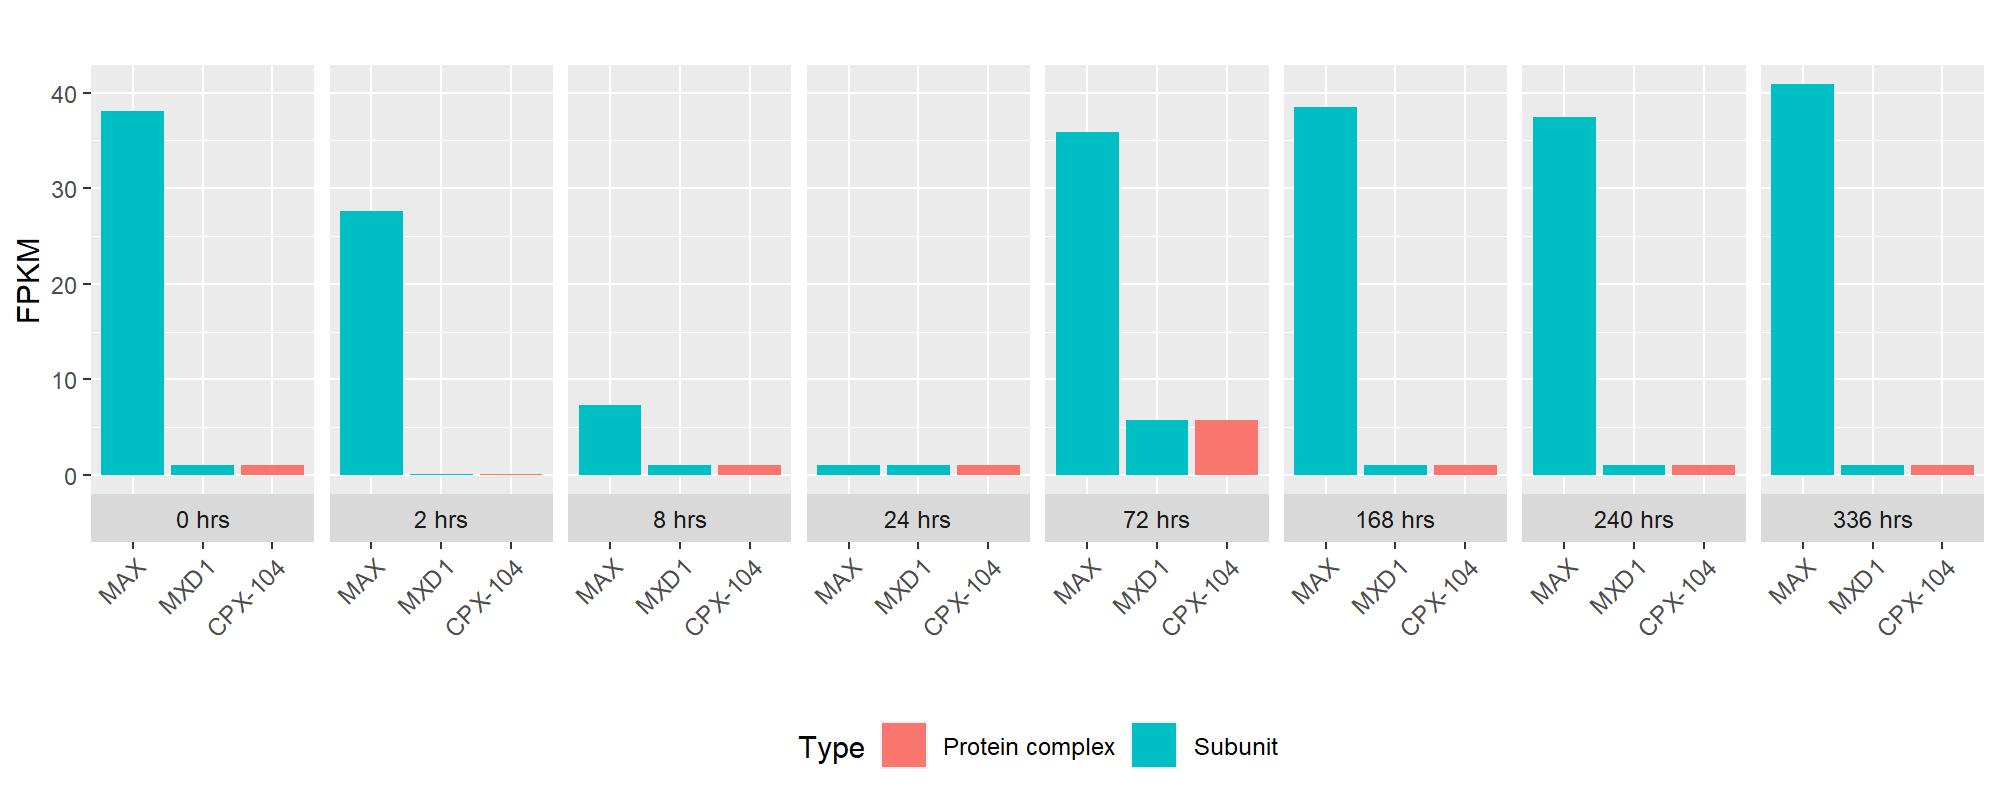 FPKM
40
30
20
10
0
0 hrs
2 hrs
8 hrs
24 hrs
72 hrs
168 hrs
240 hrs
336 hrs
MAX
MXD1
CPX-104
MAX
MXD1
CPX-104
MAX
MXD1
CPX-104
MAX
MXD1
CPX-104
MAX
MXD1
CPX-104
MAX
MXD1
CPX-104
MAX
MXD1
CPX-104
MAX
MXD1
CPX-104
Type
Protein complex
Subunit